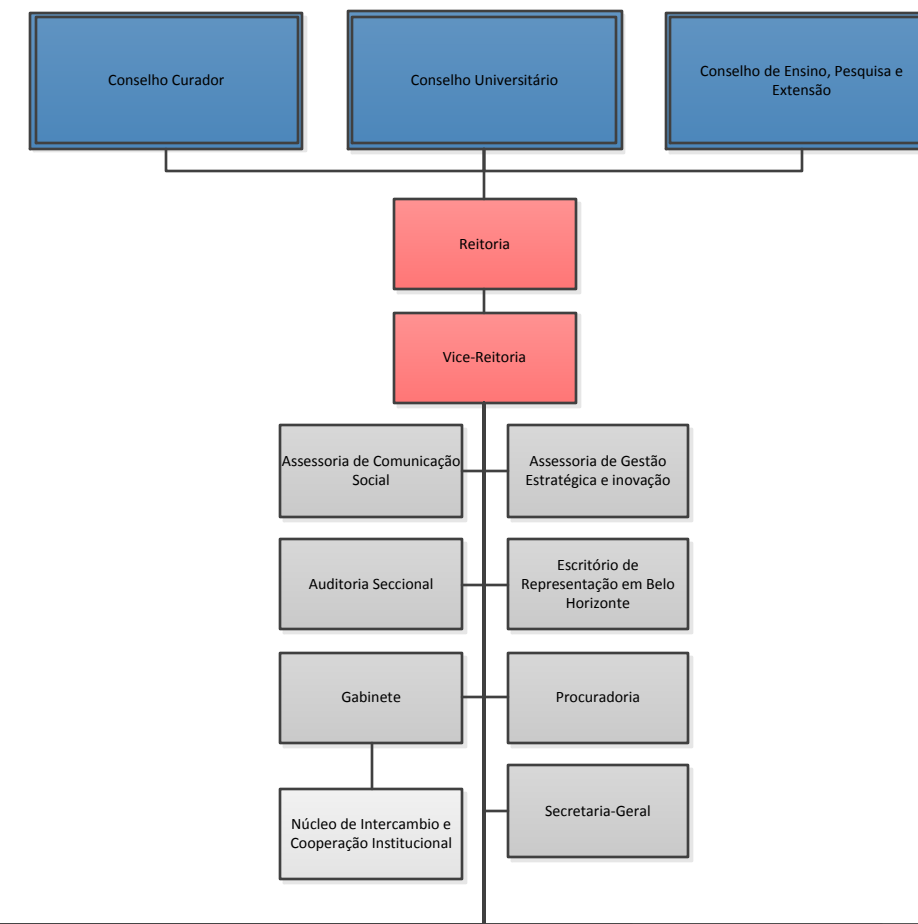 Conselho Curador
Conselho Universitário
Conselho de Ensino, Pesquisa e
Extensão
Reitoria
Vice-Reitoria
Assessoria de Comunicação
Social
Assessoria de Gestão
Estratégica e inovação
Auditoria Seccional
Escritório de
Representação em Belo
Horizonte
Gabinete
Procuradoria
Núcleo de Intercambio e
Cooperação Institucional
Secretaria-Geral